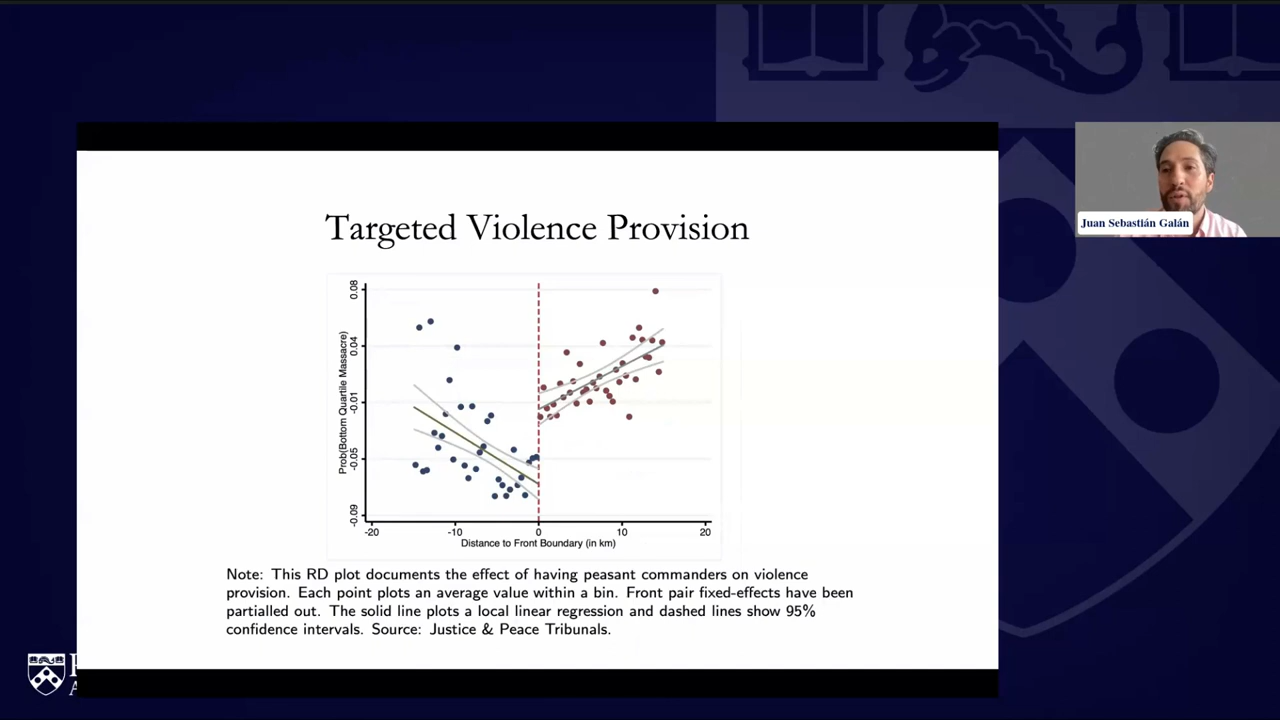 Targeted Violence Provision
Prob(Bottom Quartile Massacre)
0.08
0.04
-0.01
-0.05
-0.09
-20
-10
0
10
20
Distance to Front Boundary (in km)
Note: This RD plot documents the effect of having peasant commanders on violence
provision. Each point plots an average value within a bin. Front pair fixed-effects have been
partialled out. The solid line plots a local linear regression and dashed lines show 95%
confidence intervals. Source: Justice & Peace Tribunals.
Juan Sebastián Galán